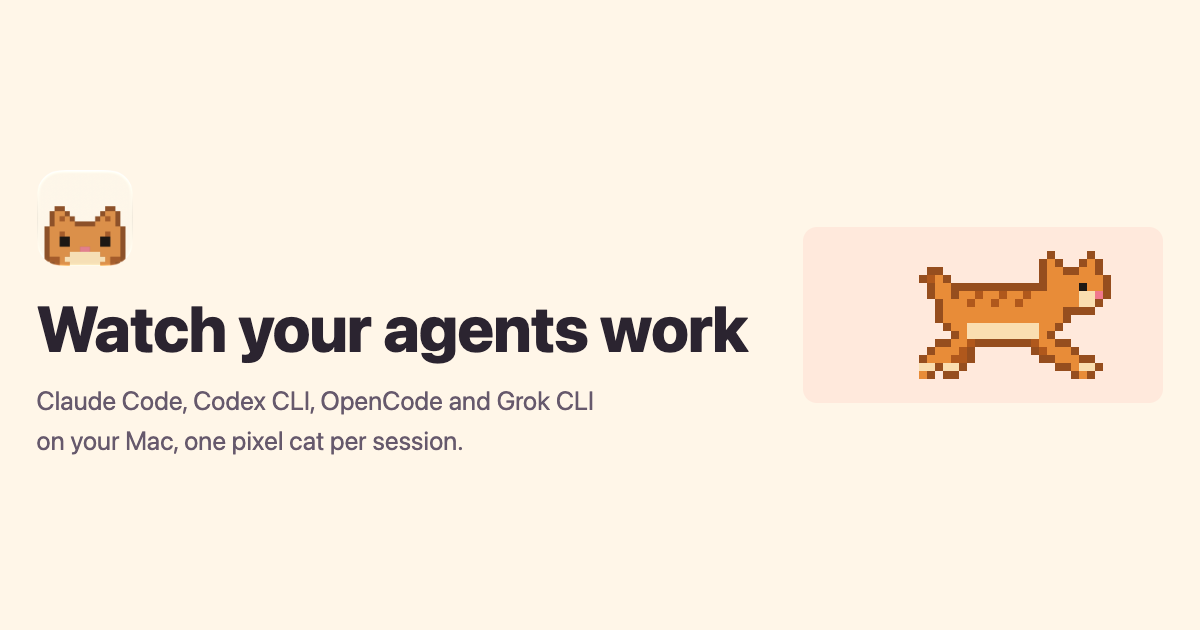 Watch your agents work
Claude Code, Codex CLI, OpenCode and Grok CLI
on your Mac, one pixel cat per session.